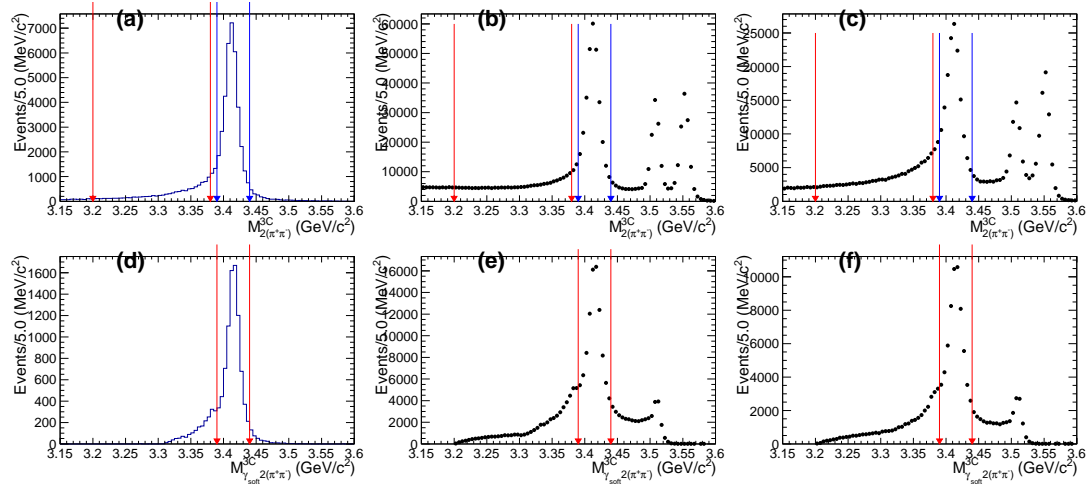 (a) (b) (c)
Events/5.0 (MeV/c²) Events/5.0 (MeV/c²) Events/5.0 (MeV/c²)
7000 60000 25000
6000 50000 20000
5000 40000 15000
4000 30000 10000
3000 20000 5000
2000 10000 0
1000 0
0
3.15 3.2 3.25 3.3 3.35 3.4 3.45 3.5 3.55 3.6 3.15 3.2 3.25 3.3 3.35 3.4 3.45 3.5 3.55 3.6 3.15 3.2 3.25 3.3 3.35 3.4 3.45 3.5 3.55 3.6
M³ᶜ2(π⁺π⁻) (GeV/c²) M³ᶜ2(π⁺π⁻) (GeV/c²) M³ᶜ2(π⁺π⁻) (GeV/c²)
(d) (e) (f)
Events/5.0 (MeV/c²) Events/5.0 (MeV/c²) Events/5.0 (MeV/c²)
1600 16000 10000
1400 14000 8000
1200 12000 6000
1000 10000 4000
800 8000 2000
600 6000 0
400 4000
200 2000
0 0
3.15 3.2 3.25 3.3 3.35 3.4 3.45 3.5 3.55 3.6 3.15 3.2 3.25 3.3 3.35 3.4 3.45 3.5 3.55 3.6 3.15 3.2 3.25 3.3 3.35 3.4 3.45 3.5 3.55 3.6
M³ᶜγsoft2(π⁺π⁻) (GeV/c²) M³ᶜγsoft2(π⁺π⁻) (GeV/c²) M³ᶜγsoft2(π⁺π⁻) (GeV/c²)